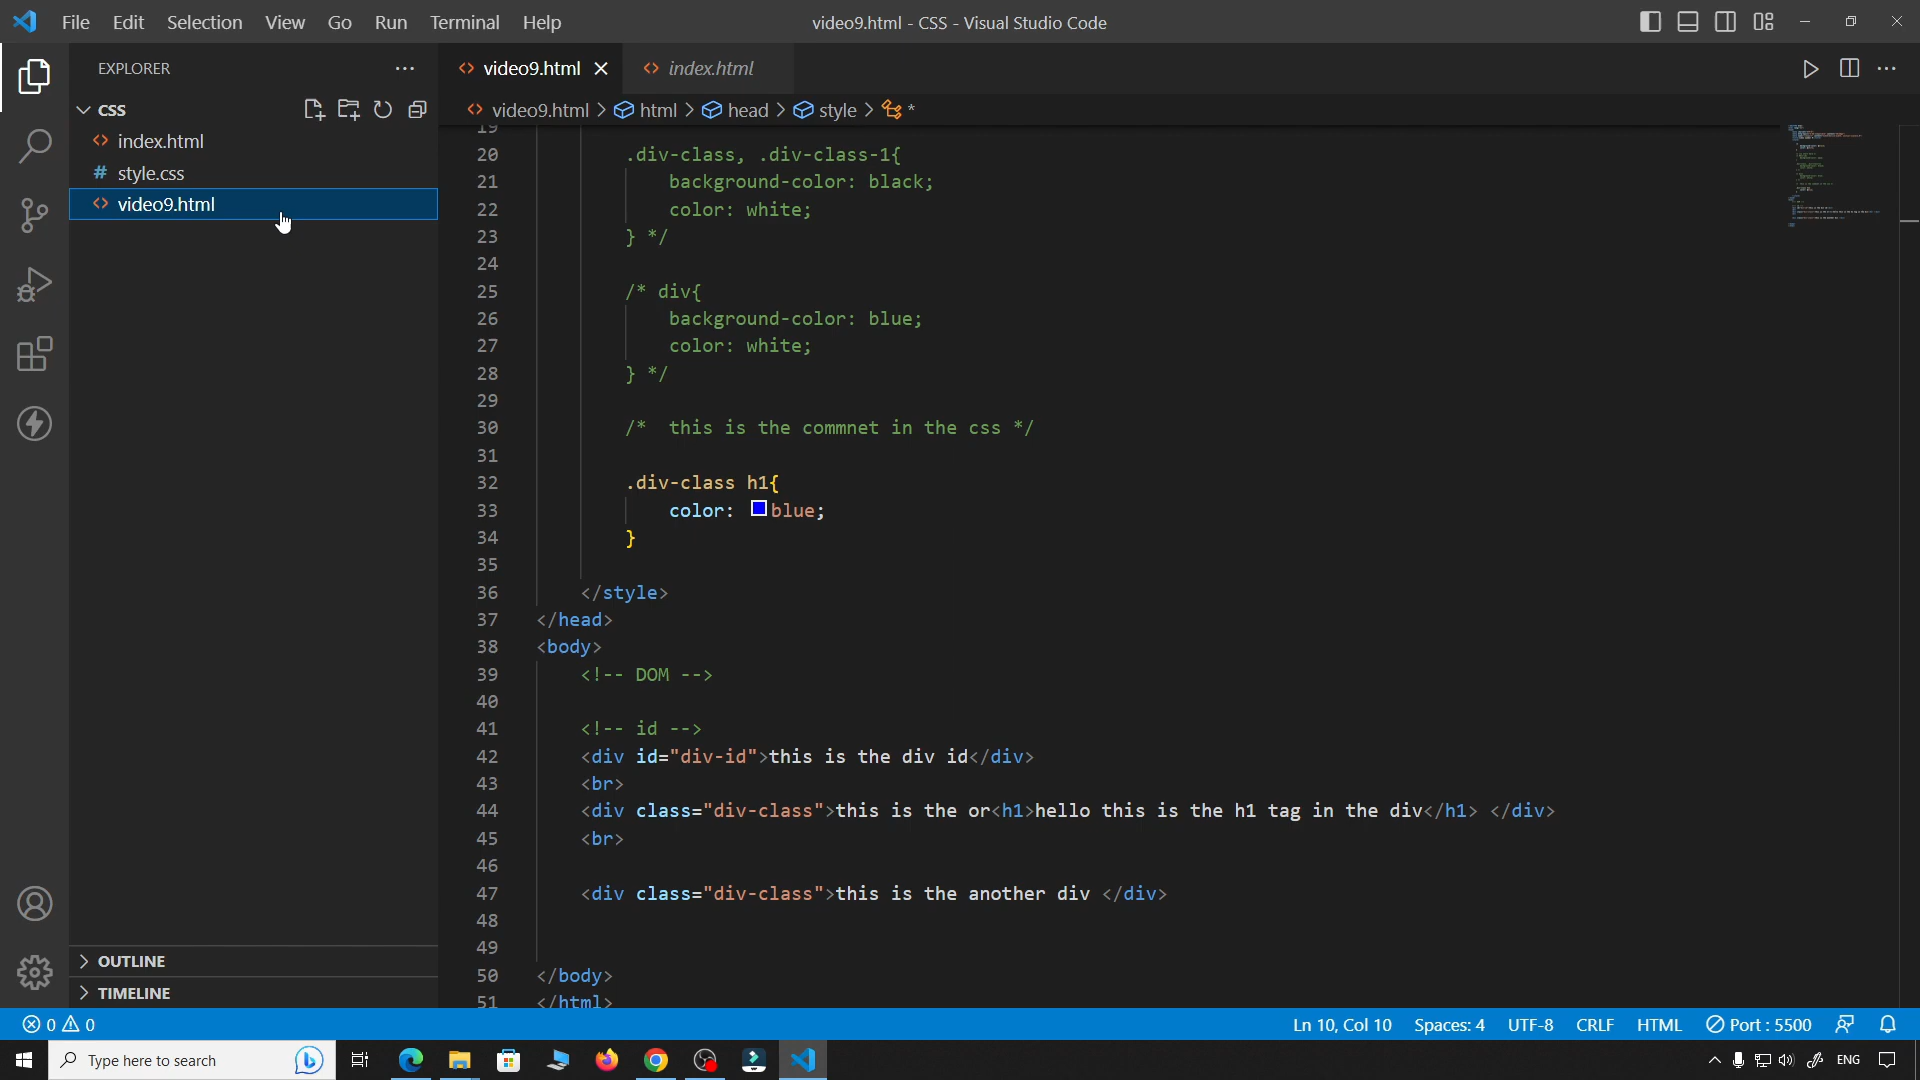 File Edit Selection View Go Run Terminal Help
video9.html - CSS - Visual Studio Code
EXPLORER
CSS
index.html
style.css
video9.html
OUTLINE
TIMELINE
video9.html index.html
video9.html > html > head > style > *
19
20 .div-class, .div-class-1{
21 background-color: black;
22 color: white;
23 } */
24
25 /* div{
26 background-color: blue;
27 color: white;
28 } */
29
30 /*  this is the commnet in the css */
31
32 .div-class h1{
33 color: blue;
34 }
35
36 </style>
37 </head>
38 <body>
39 <!-- DOM -->
40
41 <!-- id -->
42 <div id="div-id">this is the div id</div>
43 <br>
44 <div class="div-class">this is the or<h1>hello this is the h1 tag in the div</h1> </div>
45 <br>
46
47 <div class="div-class">this is the another div </div>
48
49
50 </body>
51 </html>
0 0 Ln 10, Col 10 Spaces: 4 UTF-8 CRLF HTML Port : 5500
Type here to search
ENG